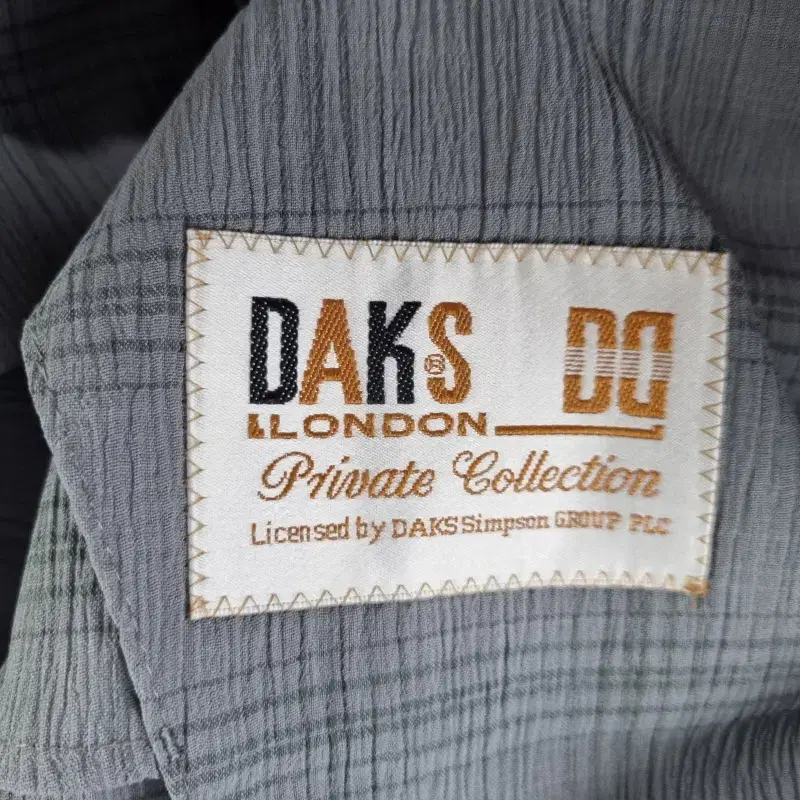 DAKS® DD
LONDON
Private Collection
Licensed by DAKS Simpson GROUP PLC